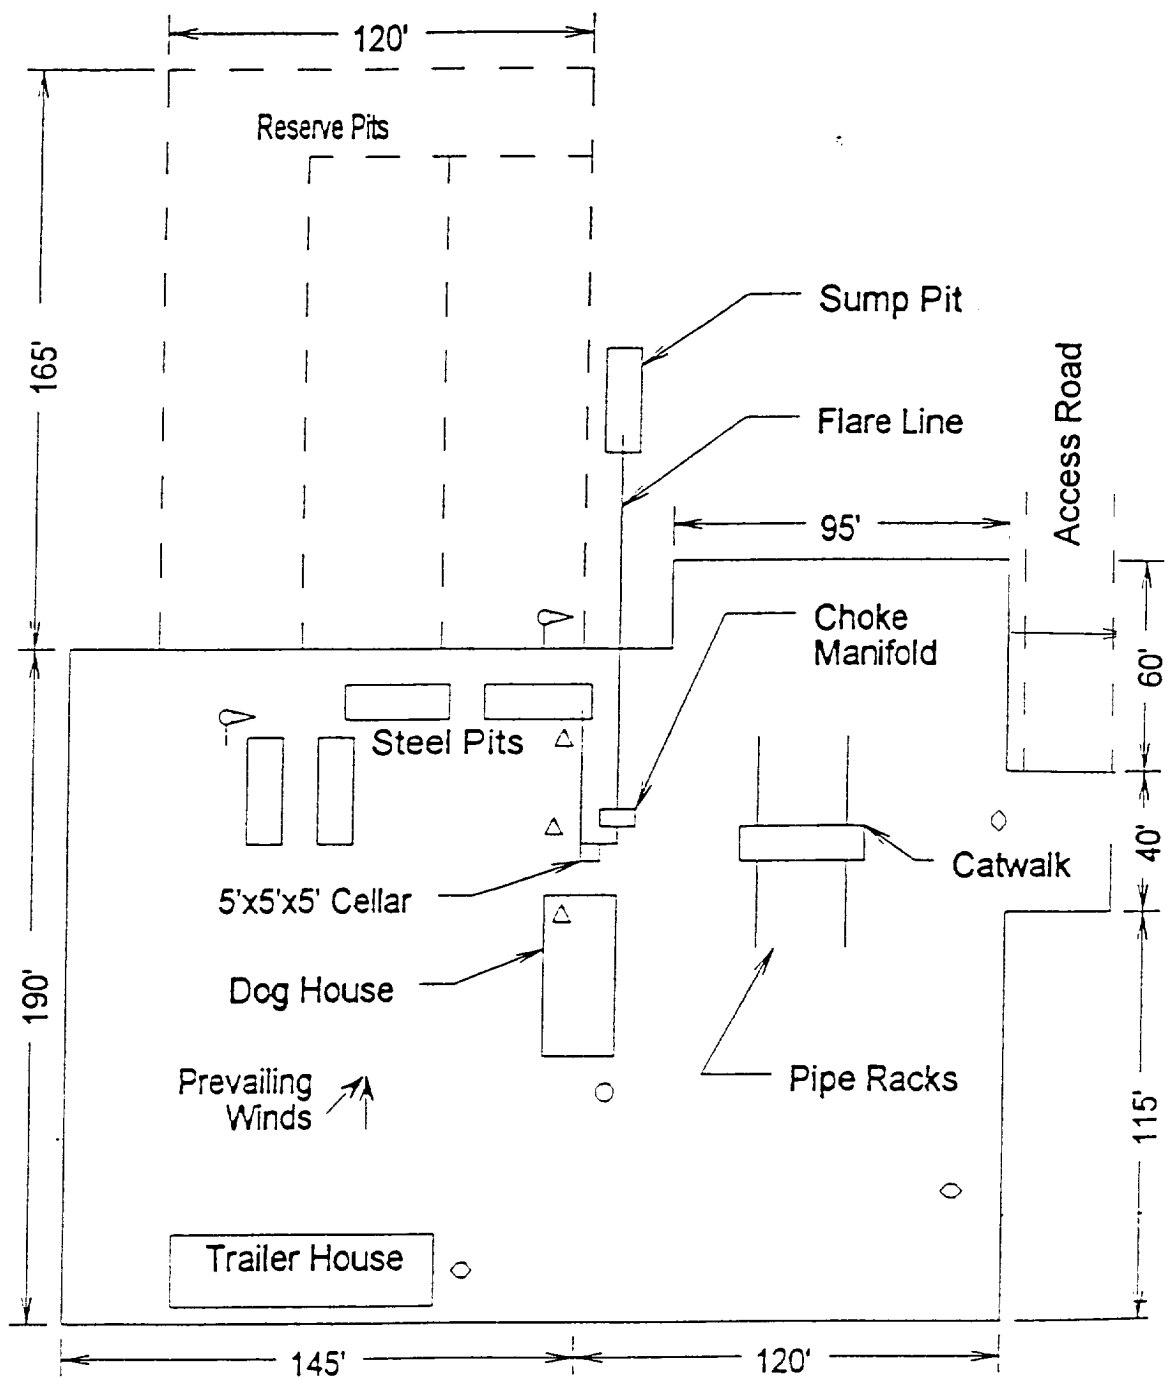 120'
Reserve Pits
Sump Pit
165'
Access Road
Flare Line
95'
Choke
Manifold
60'
Steel Pits
40'
Catwalk
5'x5'x5' Cellar
190'
Dog House
Prevailing
Winds
Pipe Racks
115'
Trailer House
145'
120'